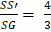 SS′/SG = 4/3